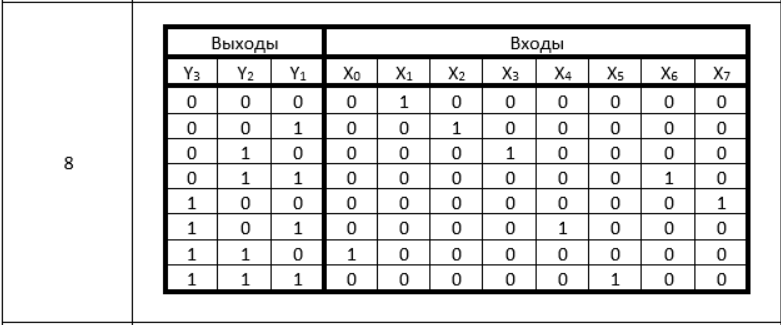 8
Выходы Входы
Y3 Y2 Y1 X0 X1 X2 X3 X4 X5 X6 X7
0 0 0 0 1 0 0 0 0 0 0
0 0 1 0 0 1 0 0 0 0 0
0 1 0 0 0 0 1 0 0 0 0
0 1 1 0 0 0 0 0 0 1 0
1 0 0 0 0 0 0 0 0 0 1
1 0 1 0 0 0 0 1 0 0 0
1 1 0 1 0 0 0 0 0 0 0
1 1 1 0 0 0 0 0 1 0 0